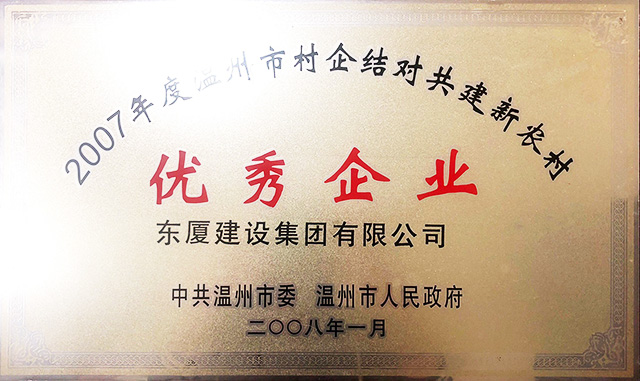 2007年度温州市村企结对共建新农村
优秀企业
东厦建设集团有限公司
中共温州市委 温州市人民政府
二〇〇八年一月